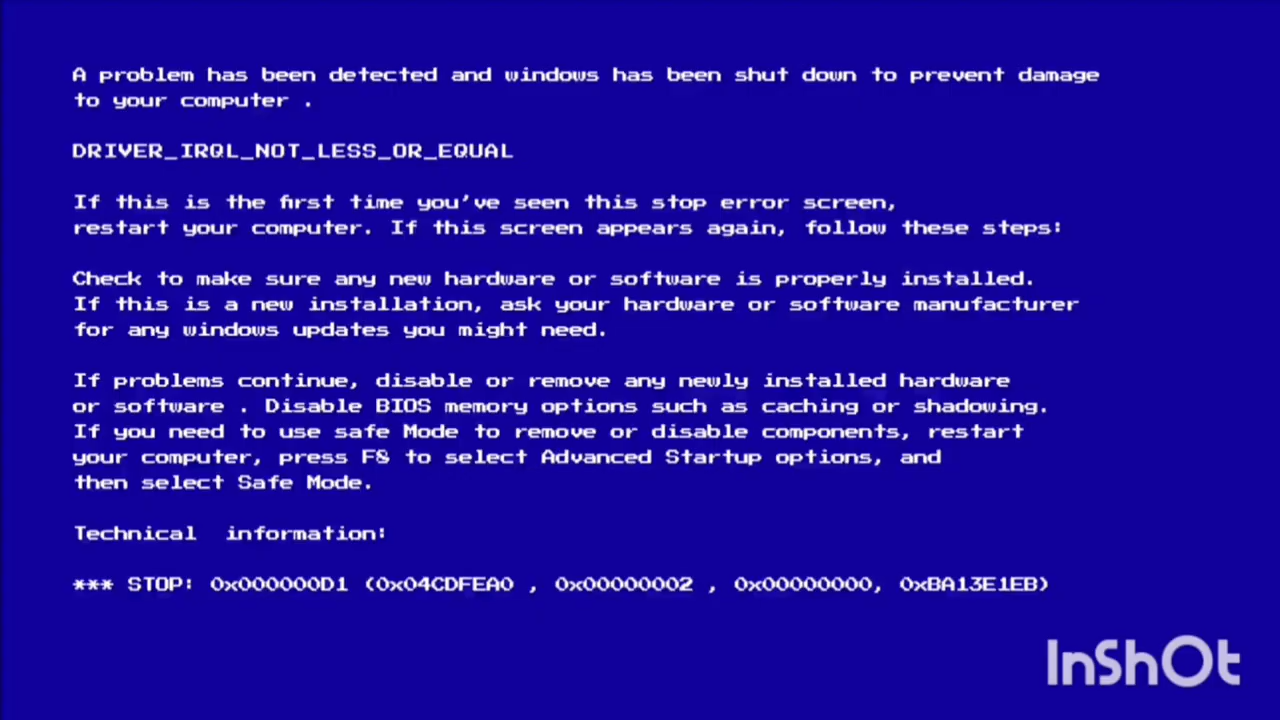 A problem has been detected and windows has been shut down to prevent damage
to your computer .
DRIVER_IRQL_NOT_LESS_OR_EQUAL
If this is the first time you've seen this stop error screen,
restart your computer. If this screen appears again, follow these steps:
Check to make sure any new hardware or software is properly installed.
If this is a new installation, ask your hardware or software manufacturer
for any windows updates you might need.
If problems continue, disable or remove any newly installed hardware
or software . Disable BIOS memory options such as caching or shadowing.
If you need to use safe Mode to remove or disable components, restart
your computer, press F& to select Advanced Startup options, and
then select Safe Mode.
Technical  information:
*** STOP: 0x000000D1 (0x04CDFEA0 , 0x00000002 , 0x00000000, 0xBA13E1EB)
InShOt